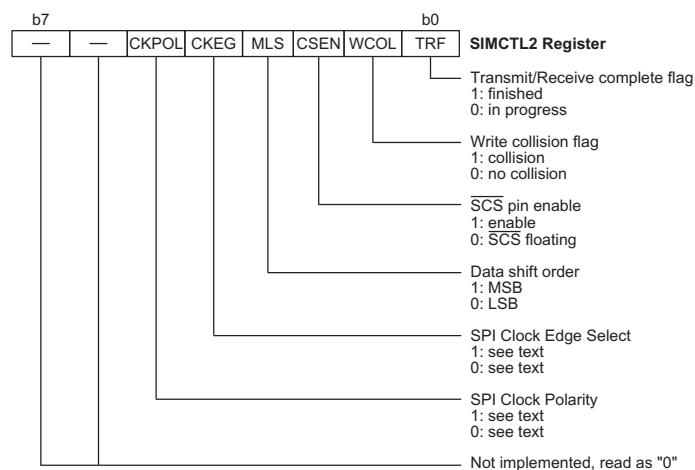 b7 b0
— — CKPOL CKEG MLS CSEN WCOL TRF SIMCTL2 Register
Transmit/Receive complete flag
1: finished
0: in progress
Write collision flag
1: collision
0: no collision
SCS pin enable
1: enable
0: SCS floating
Data shift order
1: MSB
0: LSB
SPI Clock Edge Select
1: see text
0: see text
SPI Clock Polarity
1: see text
0: see text
Not implemented, read as "0"